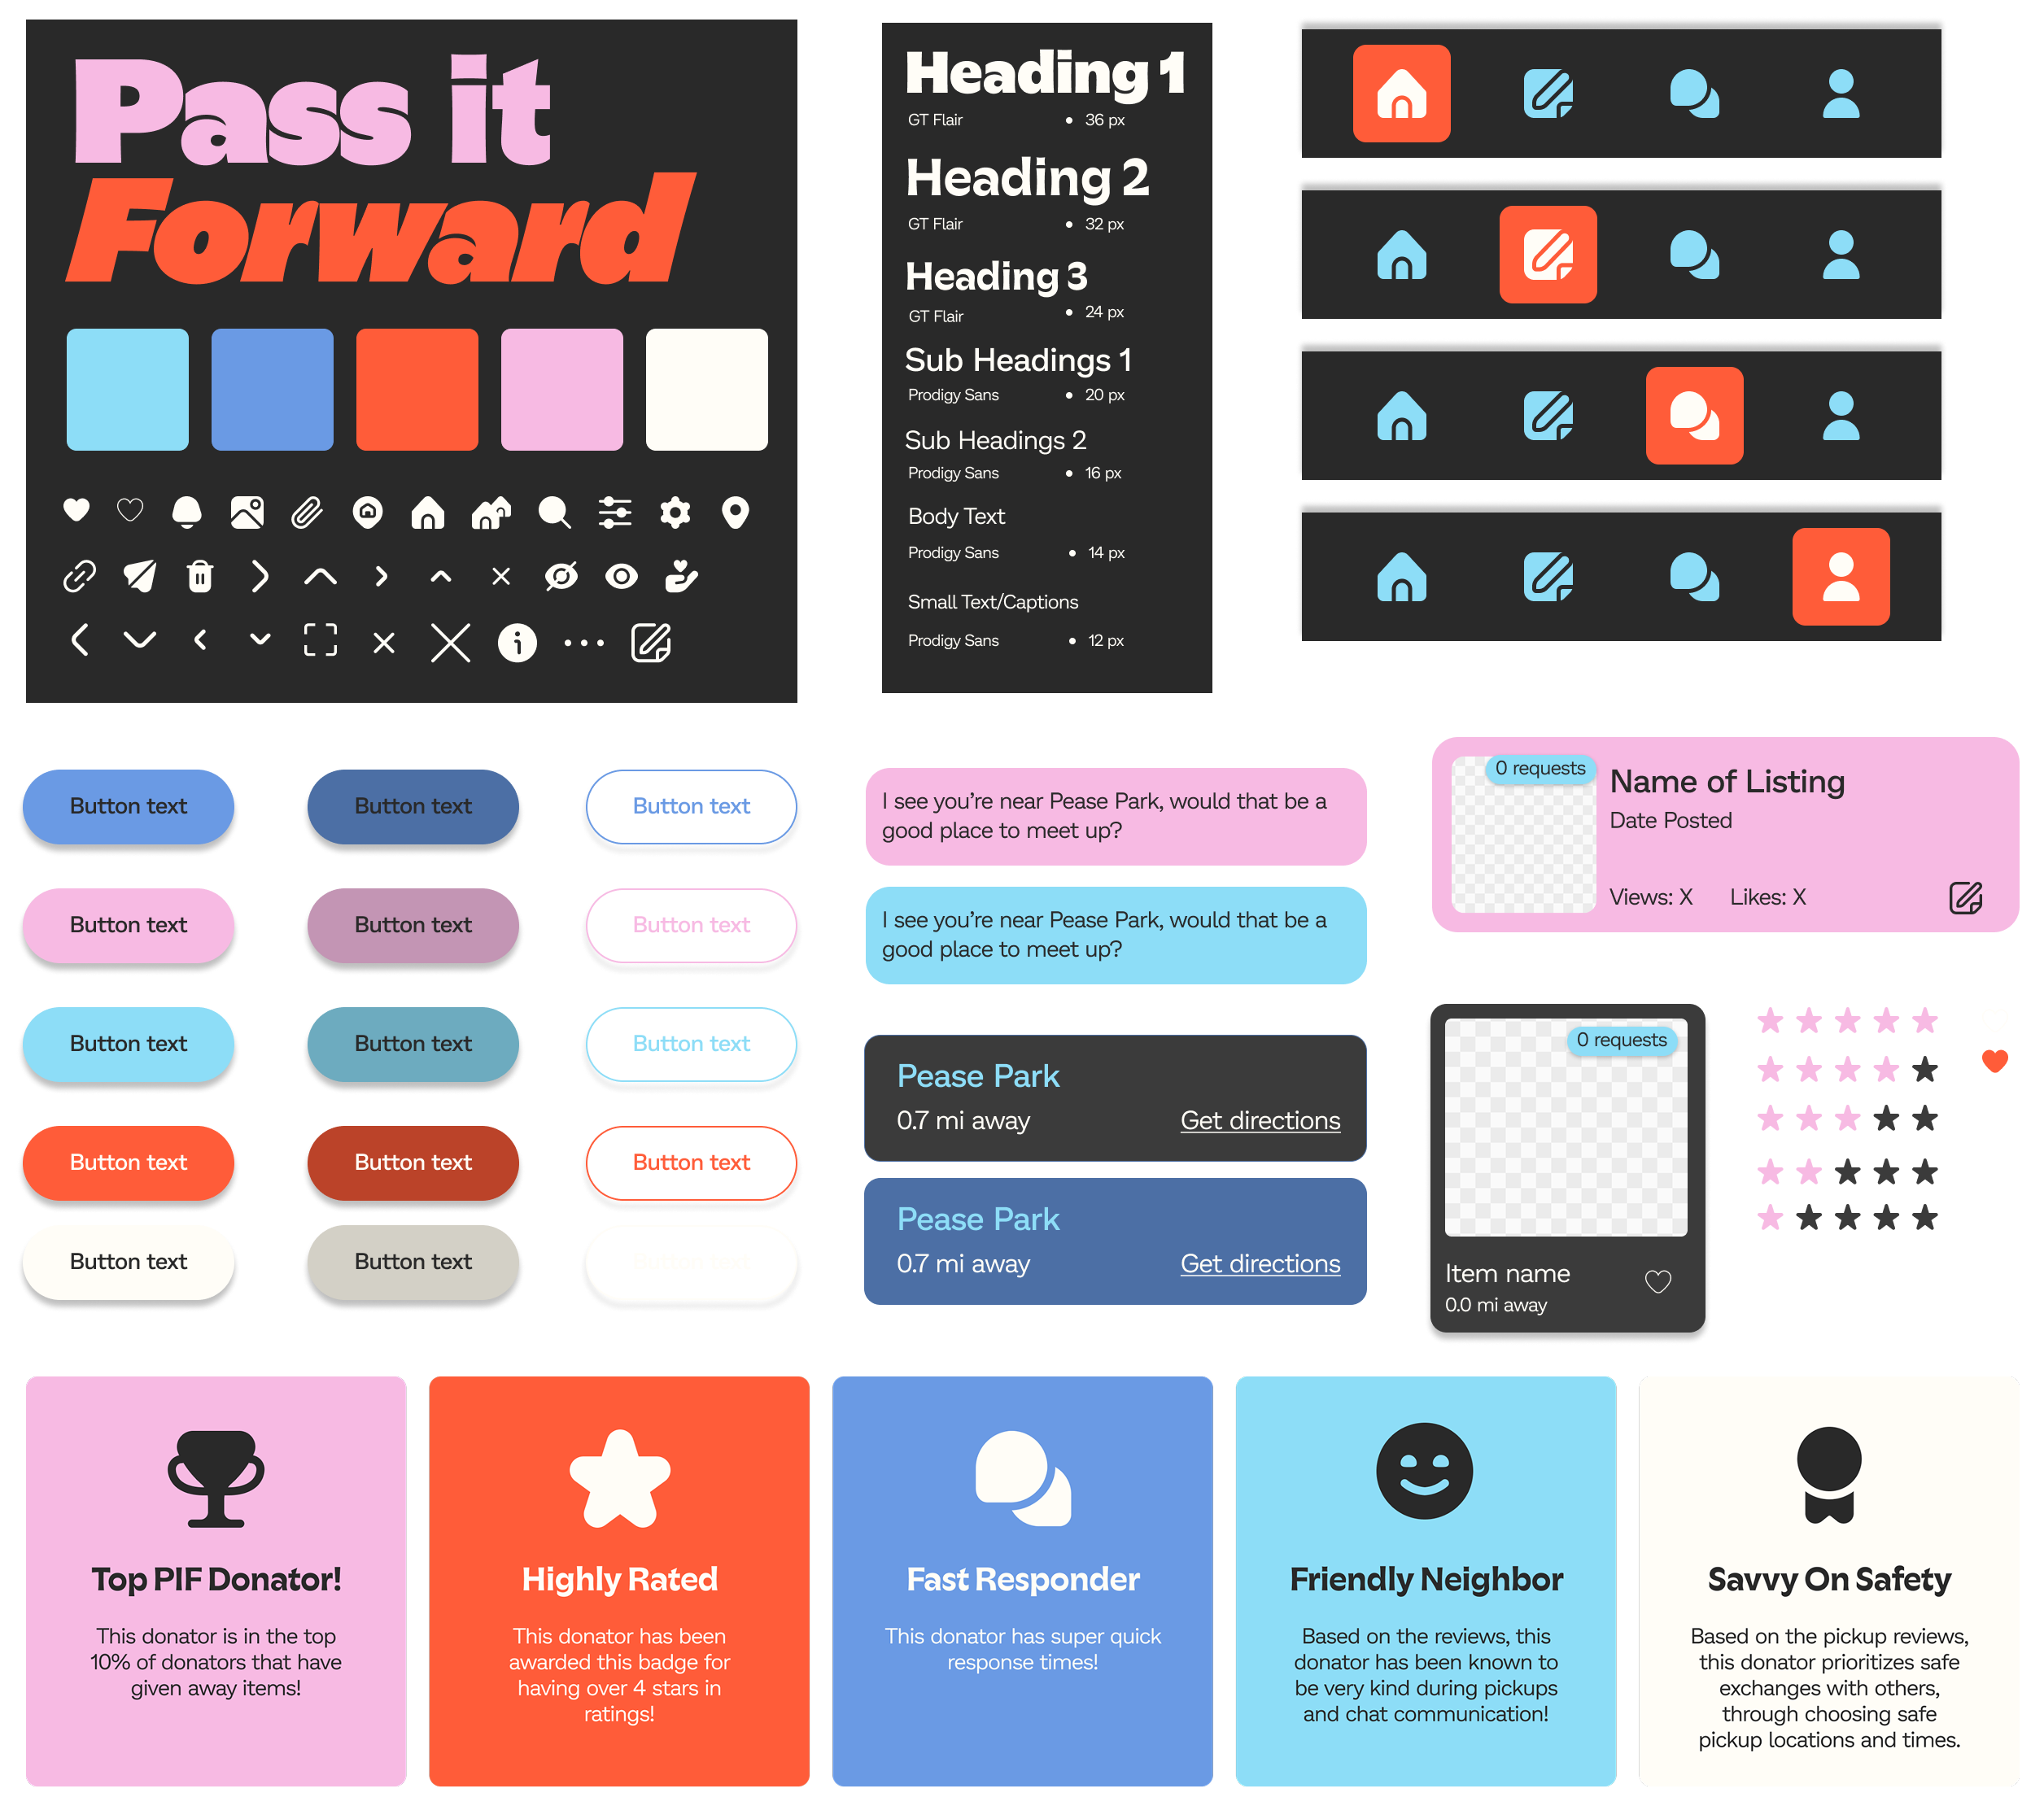 Pass it
Forward
Heading 1
GT Flair • 36 px
Heading 2
GT Flair • 32 px
Heading 3
GT Flair • 24 px
Sub Headings 1
Prodigy Sans • 20 px
Sub Headings 2
Prodigy Sans • 16 px
Body Text
Prodigy Sans • 14 px
Small Text/Captions
Prodigy Sans • 12 px
Button text Button text Button text
Button text Button text Button text
Button text Button text Button text
Button text Button text Button text
Button text Button text
I see you’re near Pease Park, would that be a
good place to meet up?
I see you’re near Pease Park, would that be a
good place to meet up?
Pease Park
0.7 mi away Get directions
Pease Park
0.7 mi away Get directions
0 requests
Name of Listing
Date Posted
Views: X Likes: X
0 requests
Item name
0.0 mi away
Top PIF Donator!
This donator is in the top
10% of donators that have
given away items!
Highly Rated
This donator has been
awarded this badge for
having over 4 stars in
ratings!
Fast Responder
This donator has super quick
response times!
Friendly Neighbor
Based on the reviews, this
donator has been known to
be very kind during pickups
and chat communication!
Savvy On Safety
Based on the pickup reviews,
this donator prioritizes safe
exchanges with others,
through choosing safe
pickup locations and times.